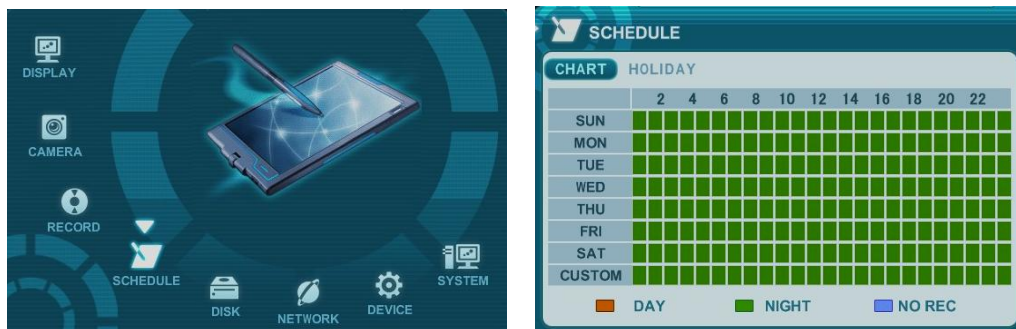 DISPLAY
CAMERA
RECORD
SCHEDULE
DISK
NETWORK
DEVICE
SYSTEM
SCHEDULE
CHART HOLIDAY
2 4 6 8 10 12 14 16 18 20 22
SUN
MON
TUE
WED
THU
FRI
SAT
CUSTOM
DAY NIGHT NO REC